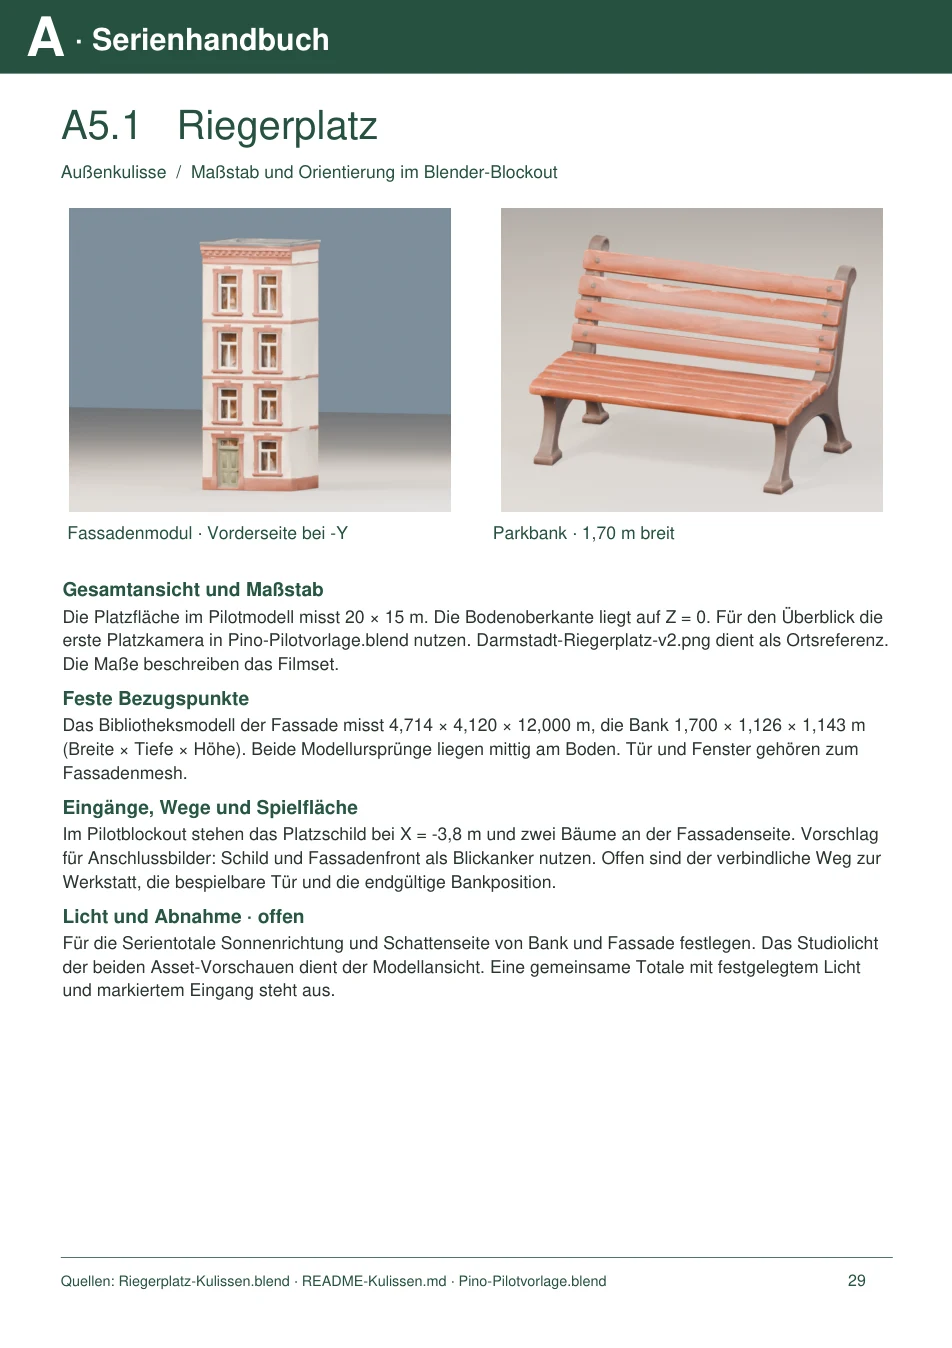 A · Serienhandbuch
A5.1 Riegerplatz
Außenkulisse / Maßstab und Orientierung im Blender-Blockout
Fassadenmodul · Vorderseite bei -Y
Parkbank · 1,70 m breit
Gesamtansicht und Maßstab
Die Platzfläche im Pilotmodell misst 20 × 15 m. Die Bodenoberkante liegt auf Z = 0. Für den Überblick die
erste Platzkamera in Pino-Pilotvorlage.blend nutzen. Darmstadt-Riegerplatz-v2.png dient als Ortsreferenz.
Die Maße beschreiben das Filmset.
Feste Bezugspunkte
Das Bibliotheksmodell der Fassade misst 4,714 × 4,120 × 12,000 m, die Bank 1,700 × 1,126 × 1,143 m
(Breite × Tiefe × Höhe). Beide Modellursprünge liegen mittig am Boden. Tür und Fenster gehören zum
Fassadenmesh.
Eingänge, Wege und Spielfläche
Im Pilotblockout stehen das Platzschild bei X = -3,8 m und zwei Bäume an der Fassadenseite. Vorschlag
für Anschlussbilder: Schild und Fassadenfront als Blickanker nutzen. Offen sind der verbindliche Weg zur
Werkstatt, die bespielbare Tür und die endgültige Bankposition.
Licht und Abnahme · offen
Für die Serientotale Sonnenrichtung und Schattenseite von Bank und Fassade festlegen. Das Studiolicht
der beiden Asset-Vorschauen dient der Modellansicht. Eine gemeinsame Totale mit festgelegtem Licht
und markiertem Eingang steht aus.
Quellen: Riegerplatz-Kulissen.blend · README-Kulissen.md · Pino-Pilotvorlage.blend
29